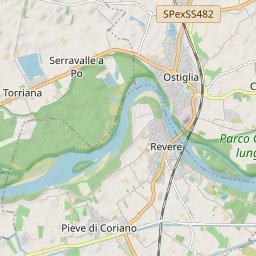 SPexSS482
Serravalle a
Po
Ostiglia
Torriana
Parco
Revere
lung
Pieve di Coriano